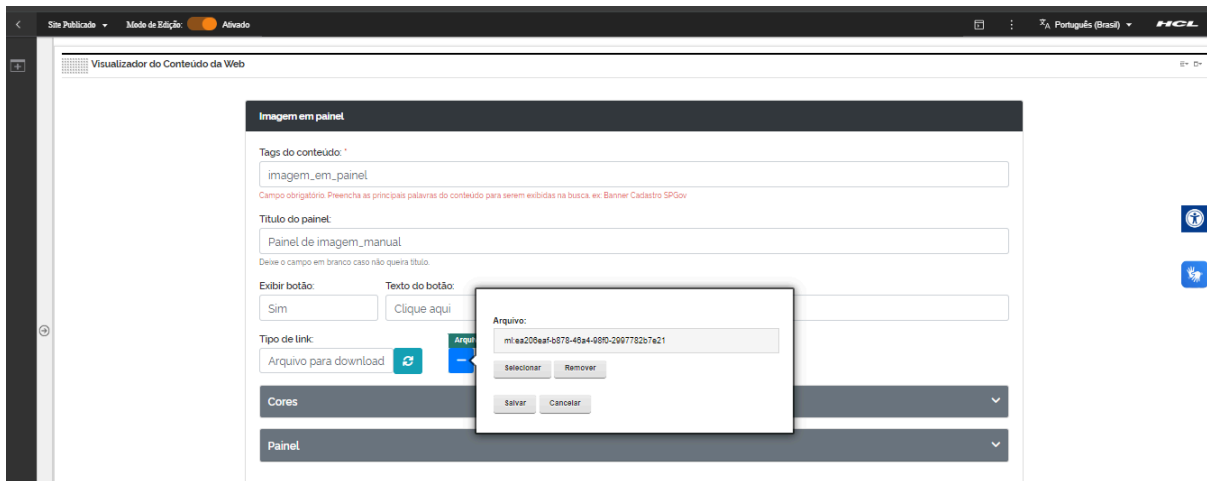 Site Publicado Modo de Edição: Ativado Português (Brasil) HCL
Visualizador do Conteúdo da Web
Imagem em painel
Tags do conteúdo: *
imagem_em_painel
Campo obrigatório. Preencha as principais palavras do conteúdo para serem exibidas na busca. ex: Banner Cadastro SPGov
Titulo do painel:
Painel de imagem_manual
Deixe o campo em branco caso não queira título.
Exibir botão: Texto do botão:
Sim Clique aqui
Tipo de link:
Arquivo para download
Arquivo:
ml:ea206eaf-b878-46a4-98f0-2997782b7e21
Selecionar Remover
Salvar Cancelar
Cores
Painel